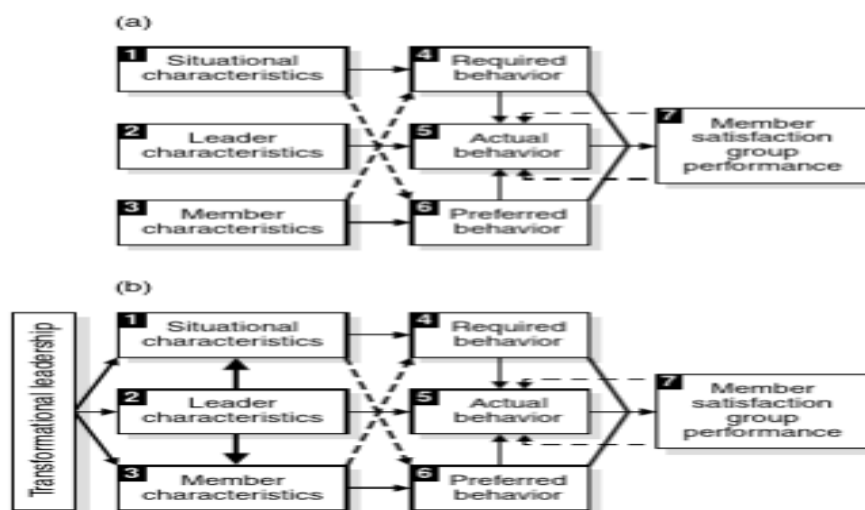 (a)
1 Situational
characteristics
4 Required
behavior
2 Leader
characteristics
5 Actual
behavior
7 Member
satisfaction
group
performance
3 Member
characteristics
6 Preferred
behavior
(b)
Transformational leadership
1 Situational
characteristics
4 Required
behavior
2 Leader
characteristics
5 Actual
behavior
7 Member
satisfaction
group
performance
3 Member
characteristics
6 Preferred
behavior